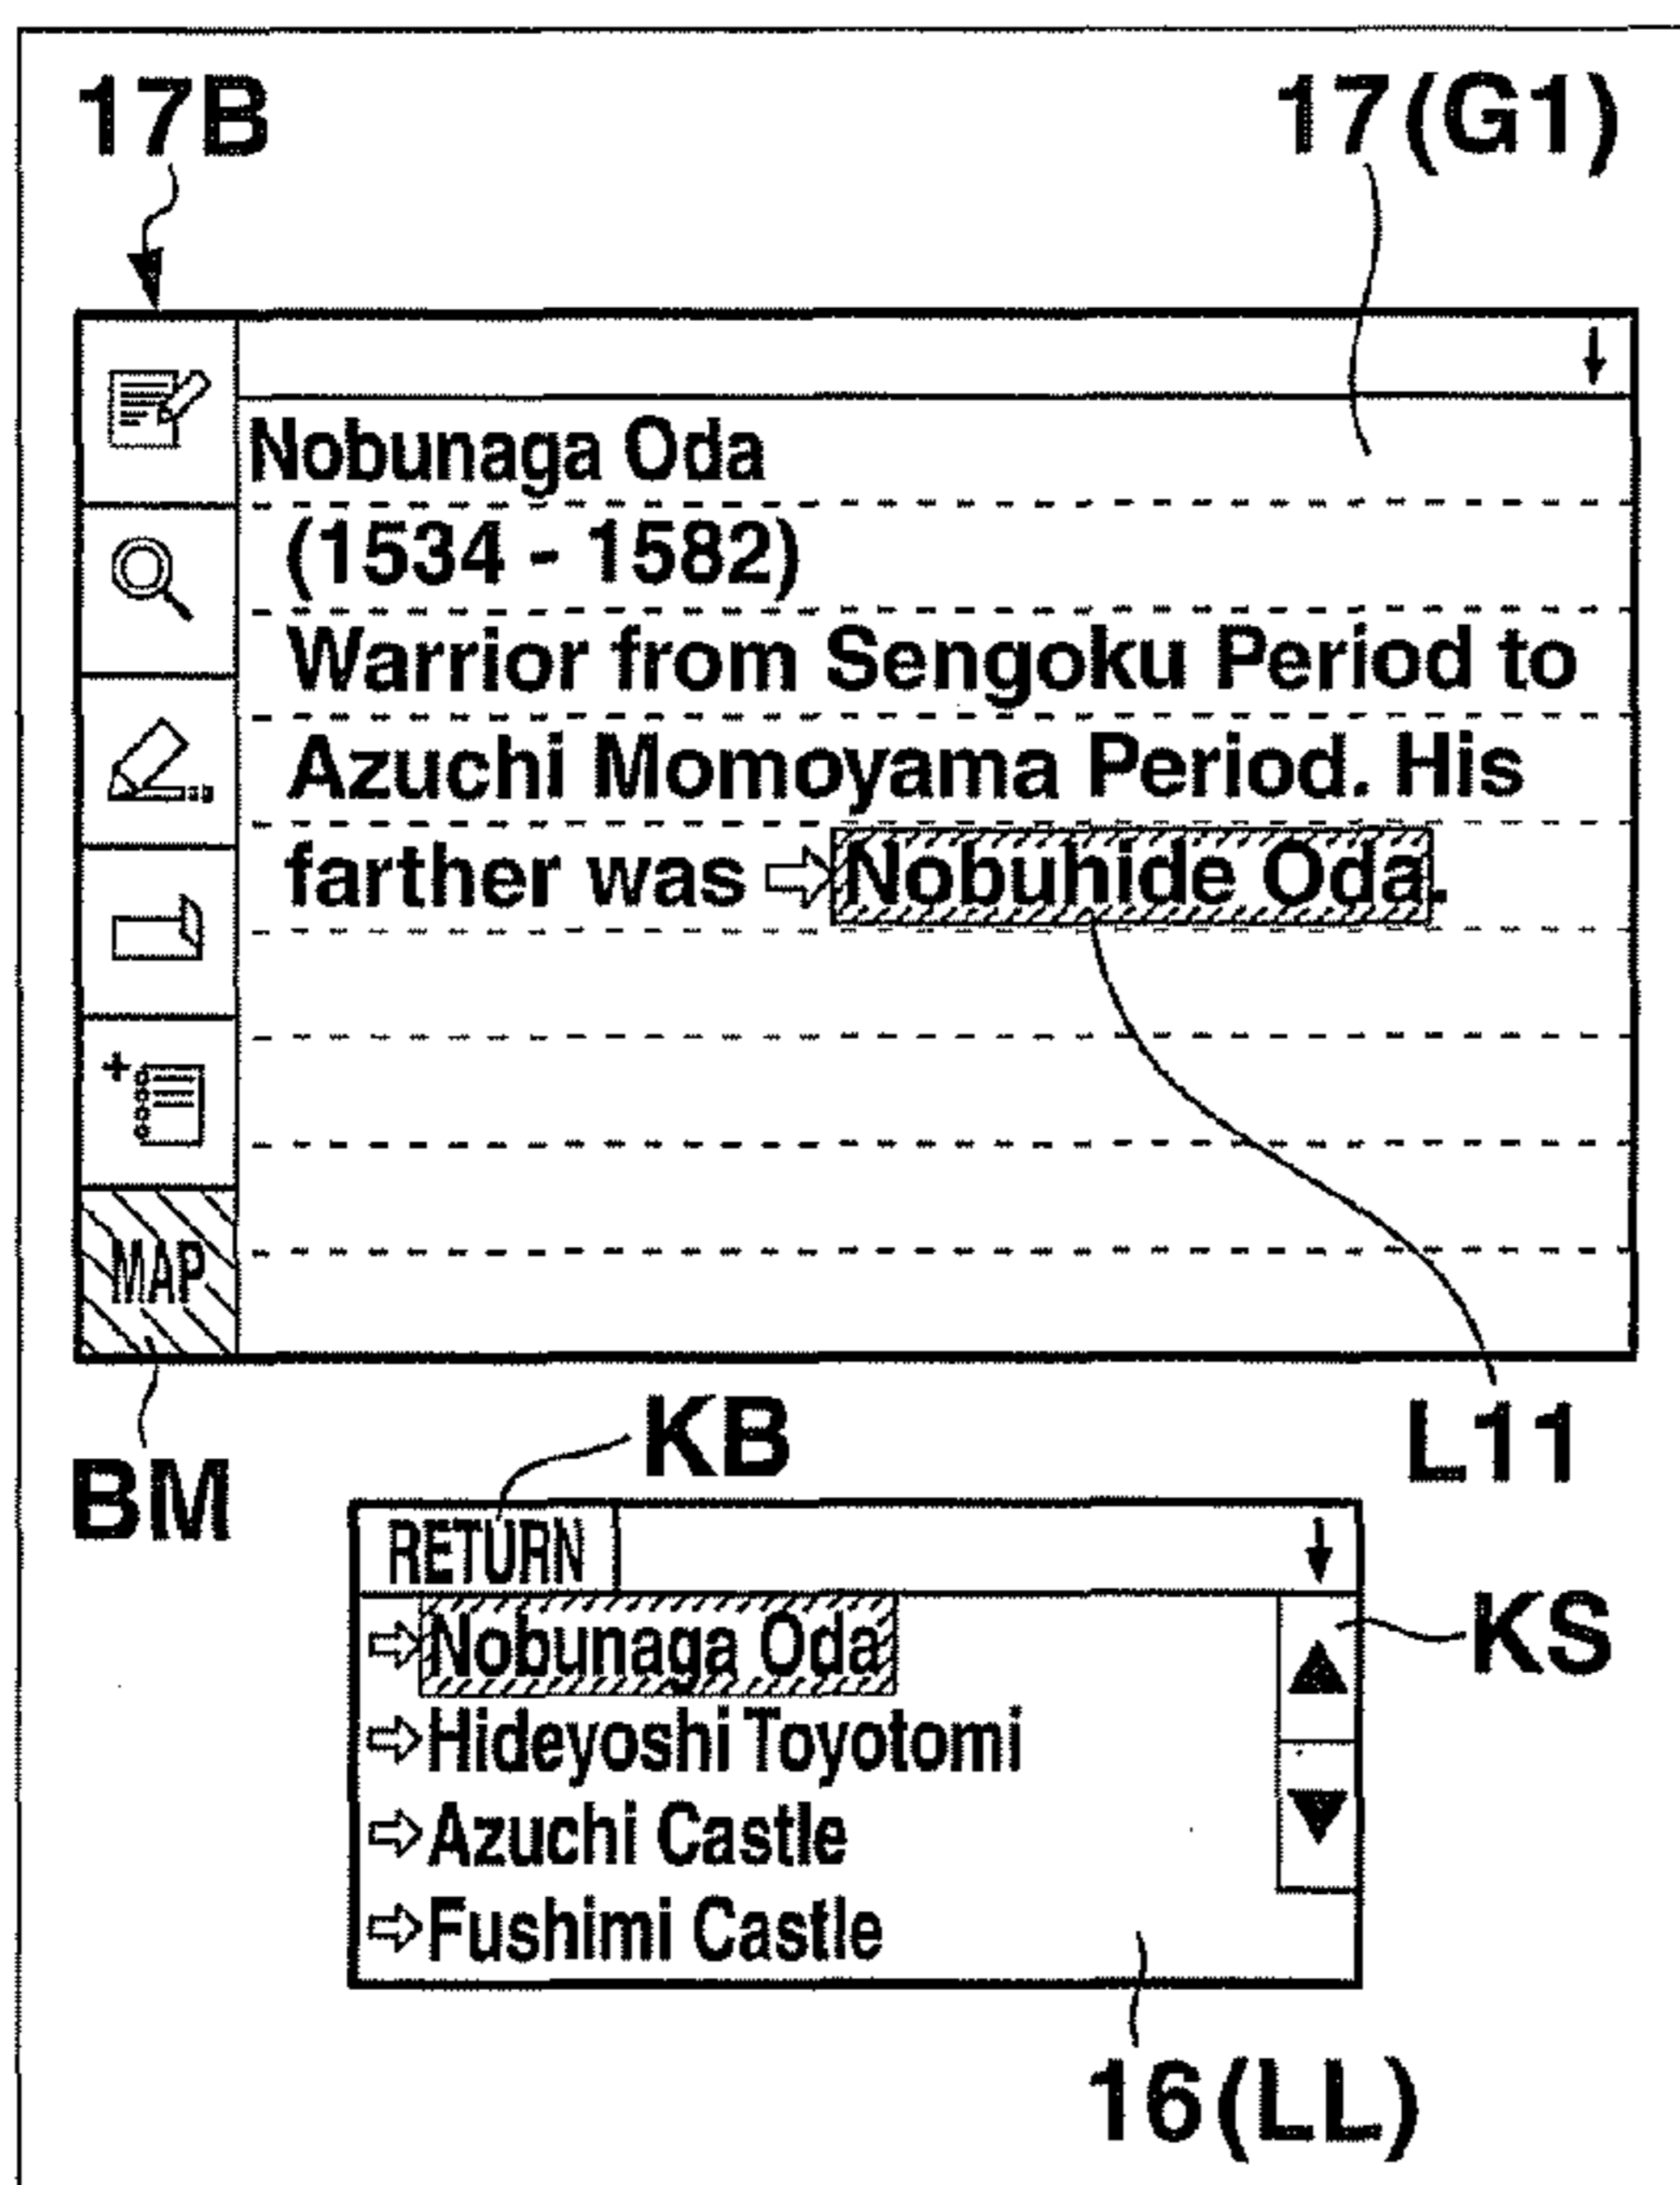 17B
17(G1)
Nobunaga Oda
(1534 - 1582)
Warrior from Sengoku Period to
Azuchi Momoyama Period. His
farther was ⇨Nobuhide Oda.
MAP
L11
BM
KB
RETURN
KS
⇨Nobunaga Oda
⇨Hideyoshi Toyotomi
⇨Azuchi Castle
⇨Fushimi Castle
16(LL)